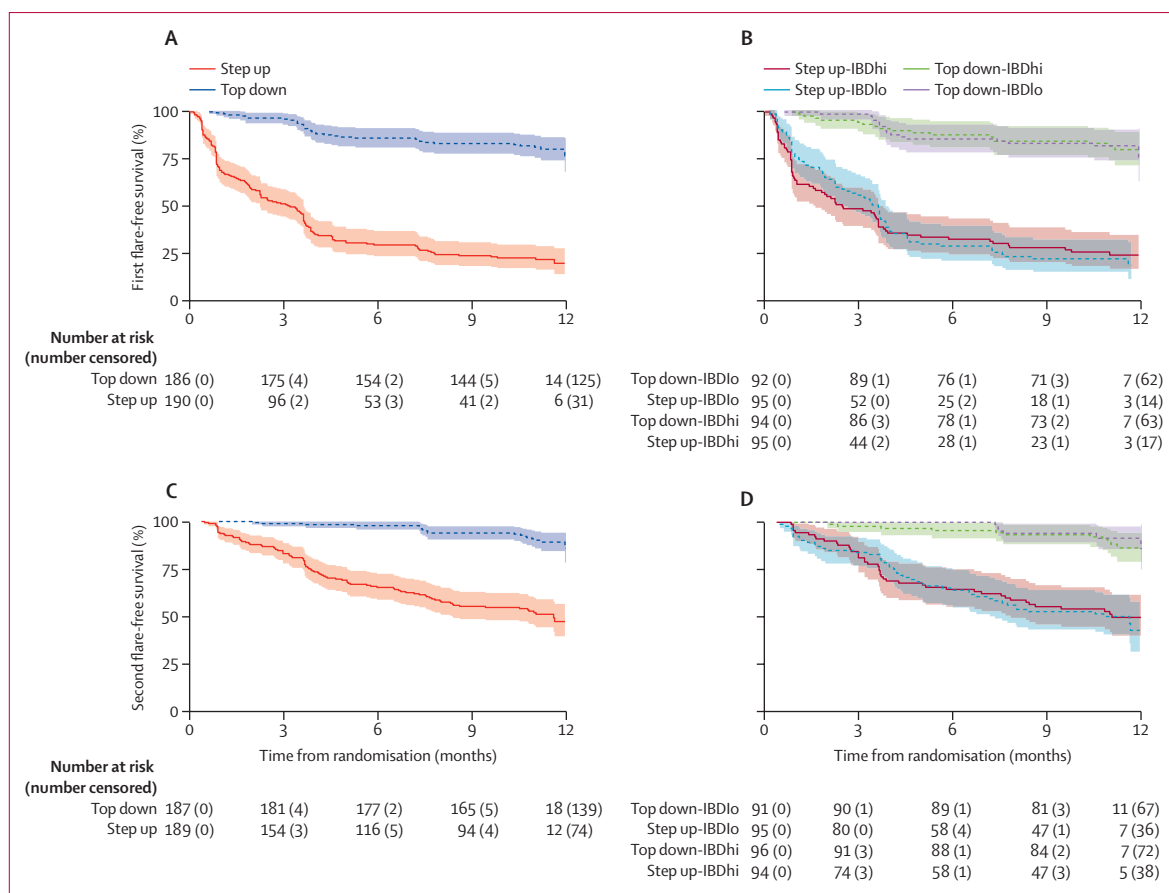 A
Step up
Top down
First flare-free survival (%)
100
75
50
25
0
0 3 6 9 12
Number at risk
(number censored)
Top down 186 (0) 175 (4) 154 (2) 144 (5) 14 (125)
Step up 190 (0) 96 (2) 53 (3) 41 (2) 6 (31)
B
Step up-IBDhi Top down-IBDhi
Step up-IBDlo Top down-IBDlo
0 3 6 9 12
Top down-IBDlo 92 (0) 89 (1) 76 (1) 71 (3) 7 (62)
Step up-IBDlo 95 (0) 52 (0) 25 (2) 18 (1) 3 (14)
Top down-IBDhi 94 (0) 86 (3) 78 (1) 73 (2) 7 (63)
Step up-IBDhi 95 (0) 44 (2) 28 (1) 23 (1) 3 (17)
C
Second flare-free survival (%)
100
75
50
25
0
0 3 6 9 12
Time from randomisation (months)
Number at risk
(number censored)
Top down 187 (0) 181 (4) 177 (2) 165 (5) 18 (139)
Step up 189 (0) 154 (3) 116 (5) 94 (4) 12 (74)
D
0 3 6 9 12
Time from randomisation (months)
Top down-IBDlo 91 (0) 90 (1) 89 (1) 81 (3) 11 (67)
Step up-IBDlo 95 (0) 80 (0) 58 (4) 47 (1) 7 (36)
Top down-IBDhi 96 (0) 91 (3) 88 (1) 84 (2) 7 (72)
Step up-IBDhi 94 (0) 74 (3) 58 (1) 47 (3) 5 (38)